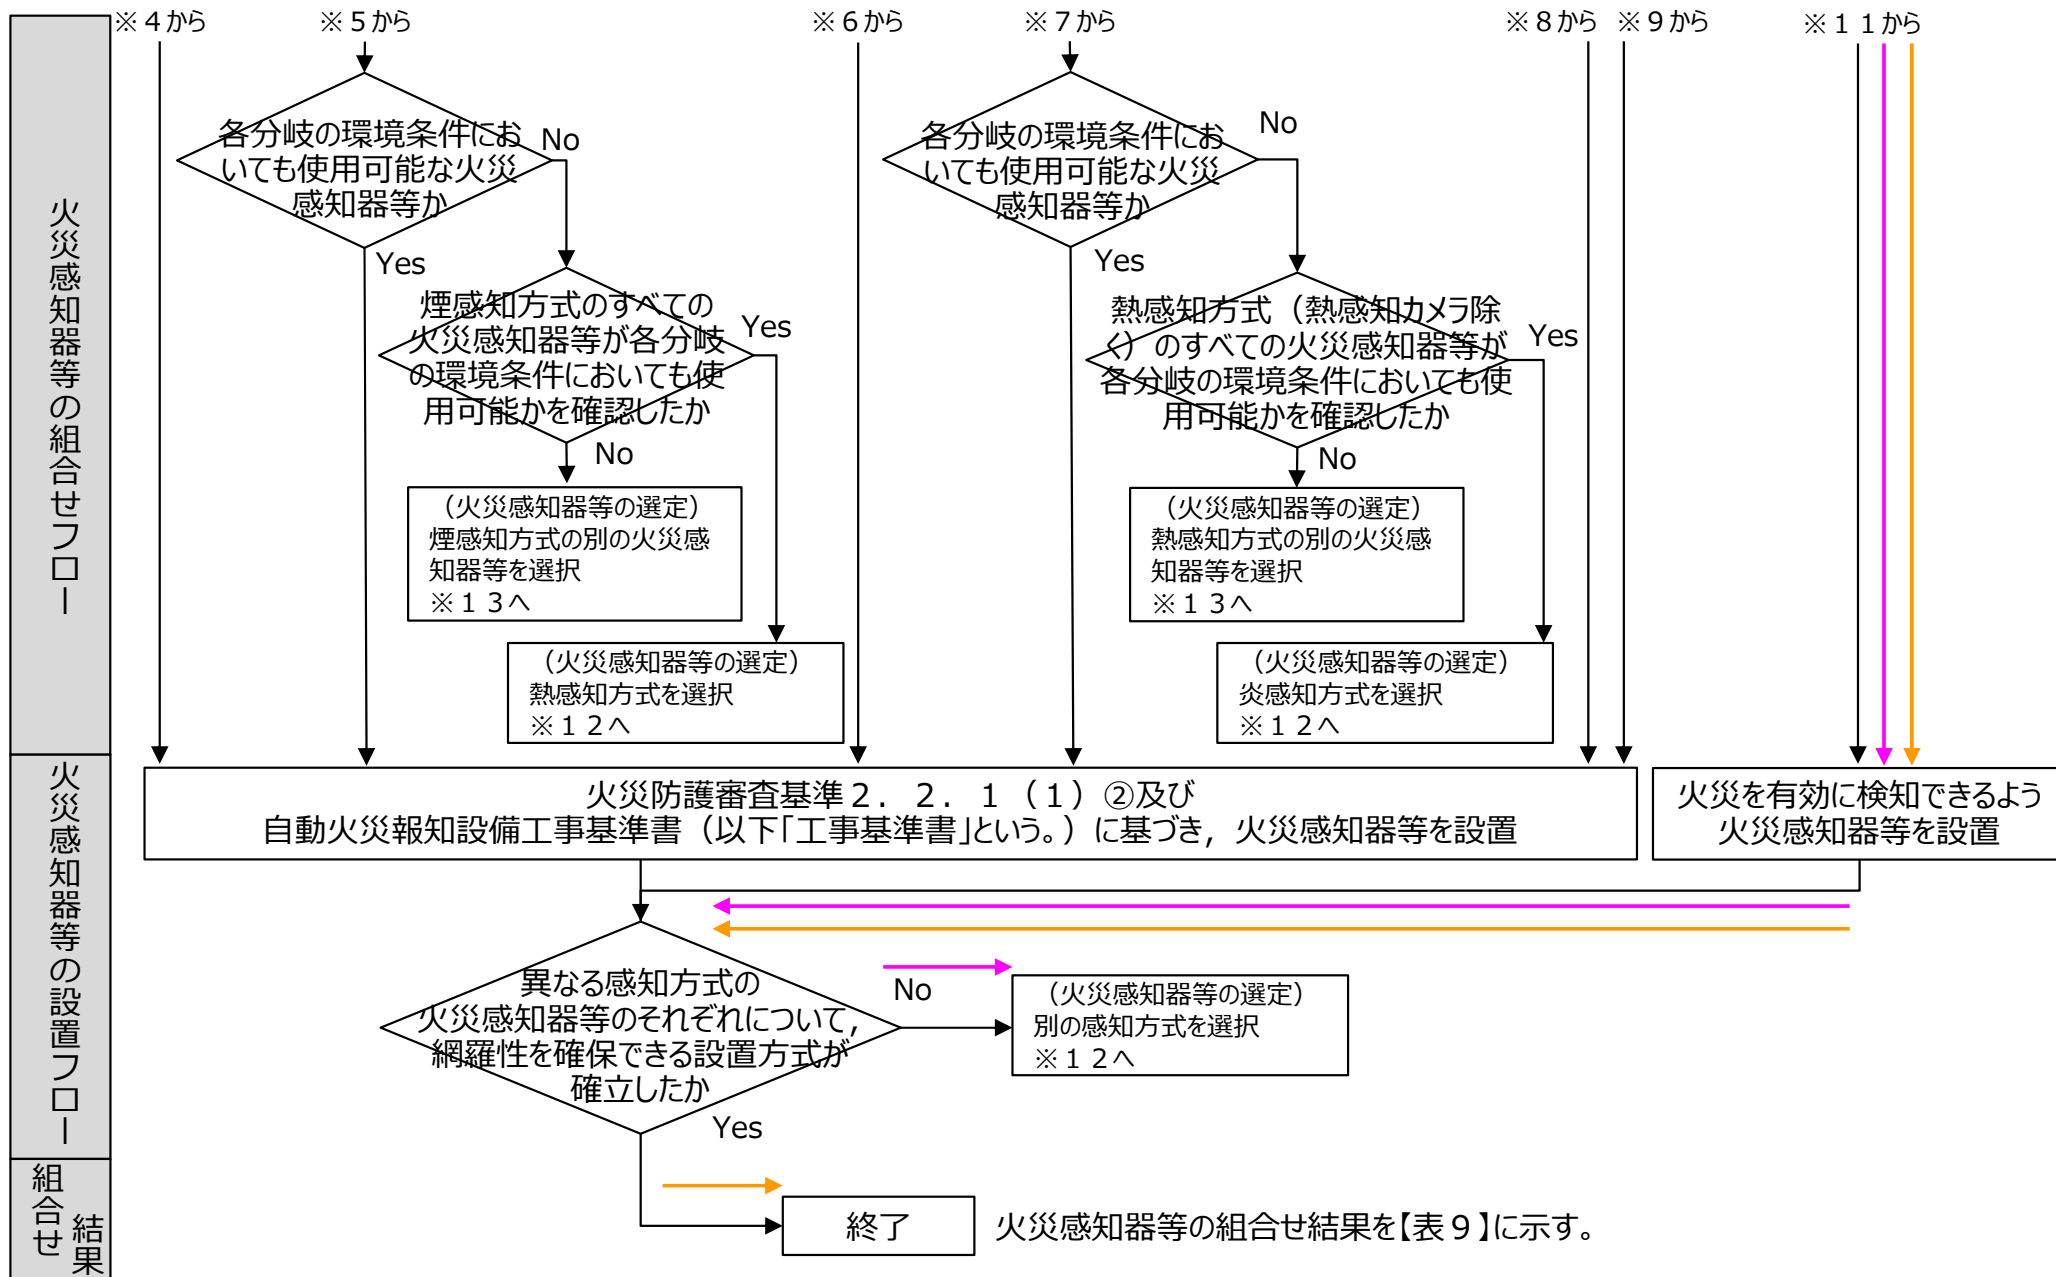 ※４から
※５から
※６から
※７から
※８から
※９から
※１１から
火災感知器等の組合せフロー
各分岐の環境条件にお
いても使用可能な火災
感知器等か
No
Yes
煙感知方式のすべての
火災感知器等が各分岐
の環境条件においても使
用可能かを確認したか
Yes
No
（火災感知器等の選定）
煙感知方式の別の火災感
知器等を選択
※１３へ
（火災感知器等の選定）
熱感知方式を選択
※１２へ
各分岐の環境条件にお
いても使用可能な火災
感知器等か
No
Yes
熱感知方式（熱感知カメラ除
く）のすべての火災感知器等が
各分岐の環境条件においても使
用可能かを確認したか
Yes
No
（火災感知器等の選定）
熱感知方式の別の火災感
知器等を選択
※１３へ
（火災感知器等の選定）
炎感知方式を選択
※１２へ
火災感知器等の設置フロー
火災防護審査基準２．２．１（１）②及び
自動火災報知設備工事基準書（以下「工事基準書」という。）に基づき，火災感知器等を設置
火災を有効に検知できるよう
火災感知器等を設置
異なる感知方式の
火災感知器等のそれぞれについて，
網羅性を確保できる設置方式が
確立したか
No
Yes
（火災感知器等の選定）
別の感知方式を選択
※１２へ
組合せ
結果
終了
火災感知器等の組合せ結果を【表９】に示す。